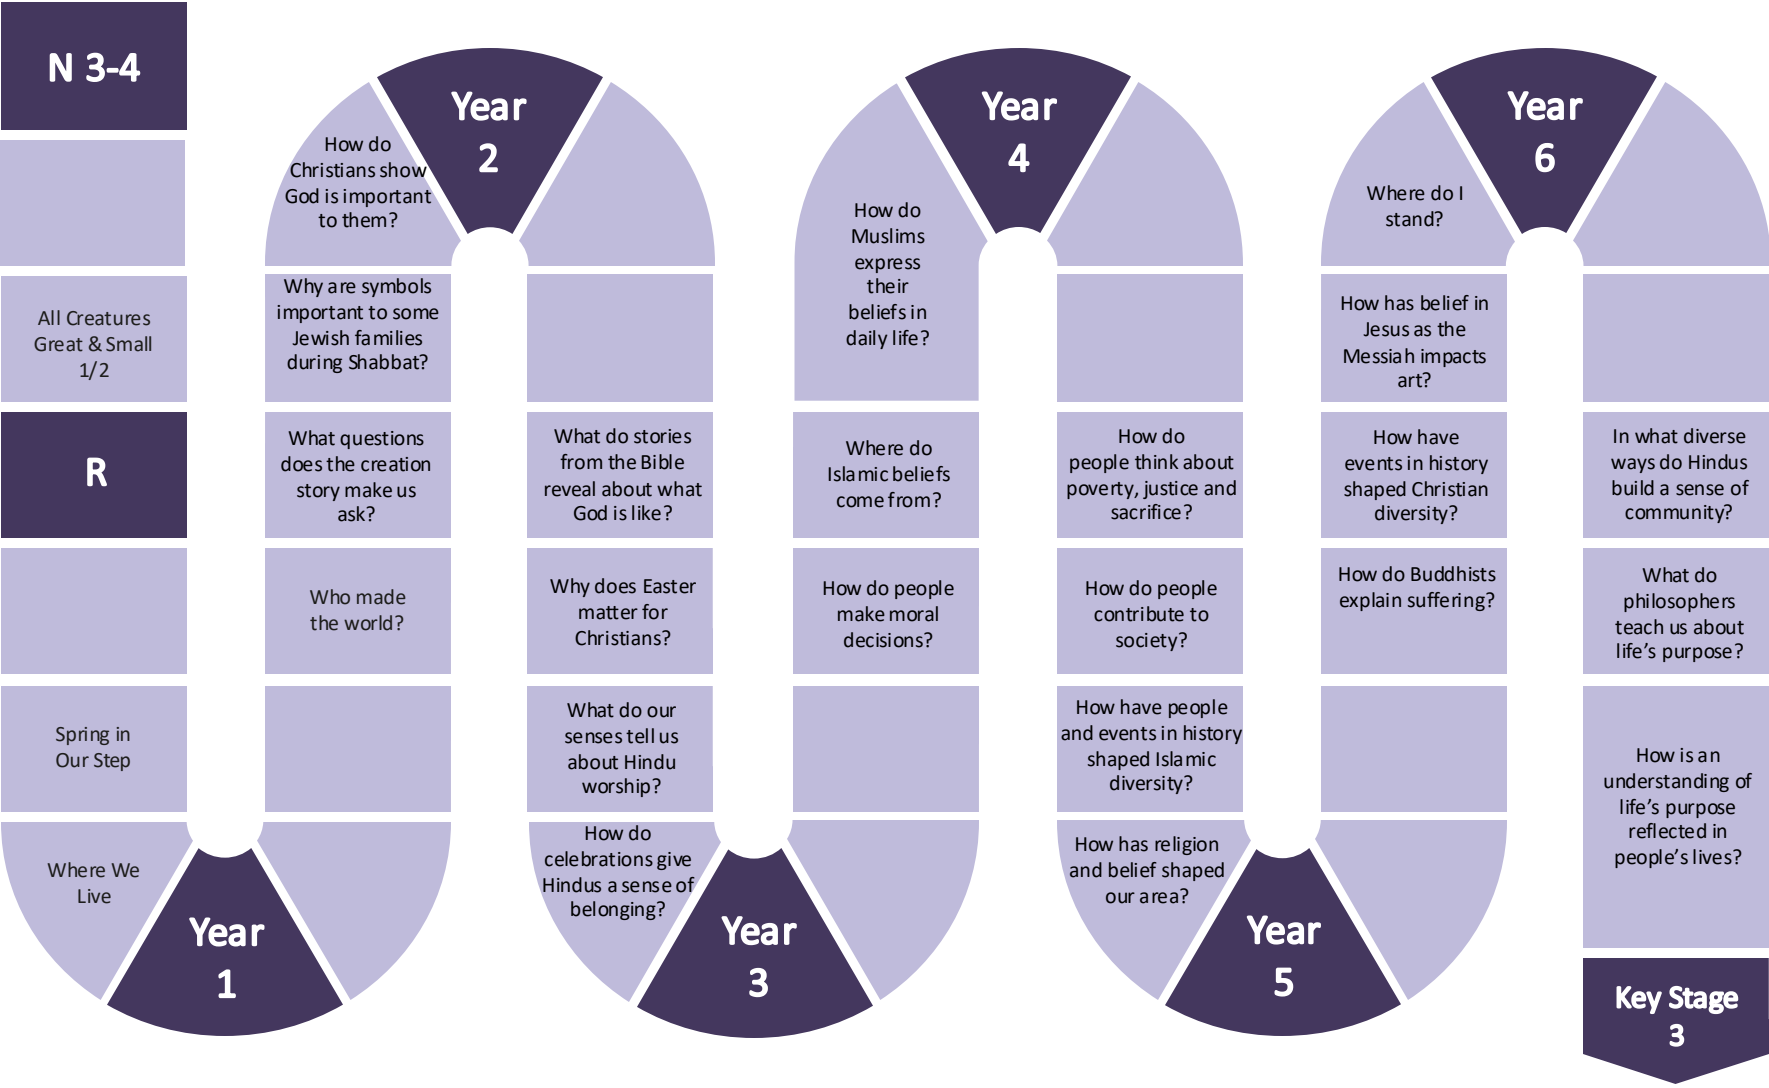 N 3-4
All Creatures
Great & Small
1/2
R
Spring in
Our Step
Where We
Live
Year
1
Who made
the world?
What questions
does the creation
story make us
ask?
Why are symbols
important to some
Jewish families
during Shabbat?
How do
Christians show
God is important
to them?
Year
2
What do stories
from the Bible
reveal about what
God is like?
Why does Easter
matter for
Christians?
What do our
senses tell us
about Hindu
worship?
How do
celebrations give
Hindus a sense of
belonging?
Year
3
How do people
make moral
decisions?
Where do
Islamic beliefs
come from?
How do
Muslims
express
their
beliefs in
daily life?
Year
4
How do
people think about
poverty, justice and
sacrifice?
How do people
contribute to
society?
How have people
and events in history
shaped Islamic
diversity?
How has religion
and belief shaped
our area?
Year
5
How do Buddhists
explain suffering?
How have
events in history
shaped Christian
diversity?
How has belief in
Jesus as the
Messiah impacts
art?
Where do I
stand?
Year
6
In what diverse
ways do Hindus
build a sense of
community?
What do
philosophers
teach us about
life’s purpose?
How is an
understanding of
life’s purpose
reflected in
people’s lives?
Key Stage
3